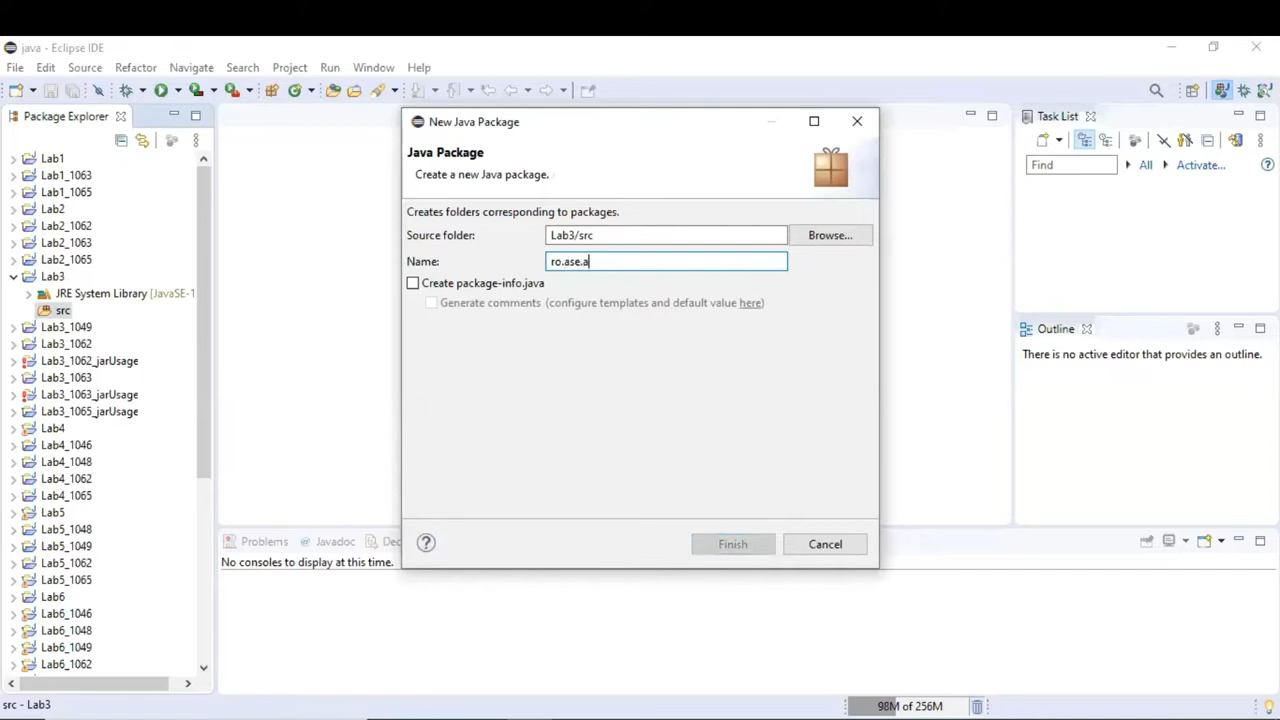 java - Eclipse IDE
File Edit Source Refactor Navigate Search Project Run Window Help
Package Explorer
Lab1
Lab1_1063
Lab1_1065
Lab2
Lab2_1062
Lab2_1063
Lab2_1065
Lab3
JRE System Library [JavaSE-1
src
Lab3_1049
Lab3_1062
Lab3_1062_jarUsage
Lab3_1063
Lab3_1063_jarUsage
Lab3_1065_jarUsage
Lab4
Lab4_1046
Lab4_1048
Lab4_1062
Lab4_1065
Lab5
Lab5_1048
Lab5_1049
Lab5_1062
Lab5_1065
Lab6
Lab6_1046
Lab6_1048
Lab6_1049
Lab6_1062
New Java Package
Java Package
Create a new Java package.
Creates folders corresponding to packages.
Source folder: Lab3/src Browse...
Name: ro.ase.a
Create package-info.java
Generate comments (configure templates and default value here)
Finish Cancel
Problems Javadoc Dec
No consoles to display at this time.
Task List
Find All Activate...
Outline
There is no active editor that provides an outline.
src - Lab3
98M of 256M